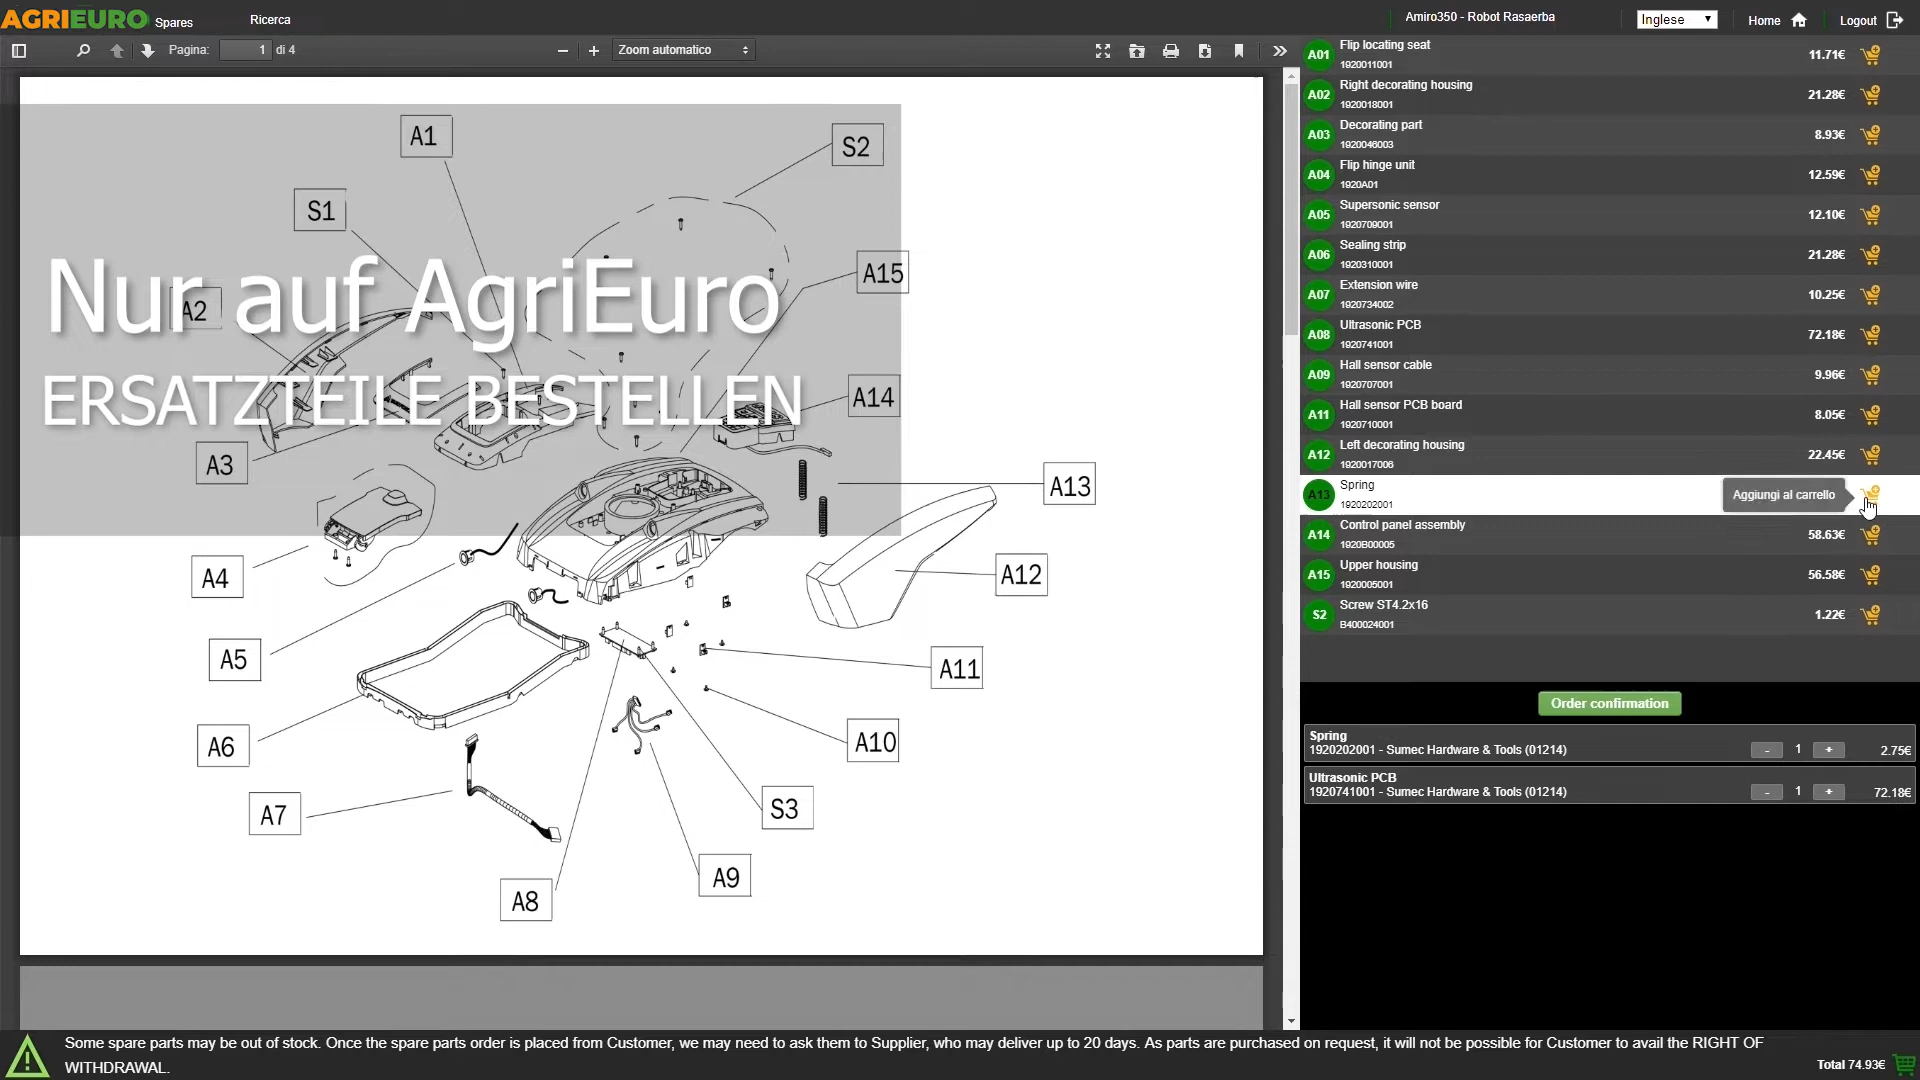 AGRIEURO Spares
Ricerca
Amiro350 - Robot Rasaerba
Inglese
Home
Logout
Pagina: 1 di 4
Zoom automatico
A1
S2
S1
A15
A2
Nur auf AgriEuro
ERSATZTEILE BESTELLEN
A14
A3
A13
A4
A12
A5
A11
A6
A10
A7
S3
A9
A8
A01 Flip locating seat 11.71€
1920011001
A02 Right decorating housing 21.28€
1920018001
A03 Decorating part 8.93€
1920046003
A04 Flip hinge unit 12.59€
1920A01
A05 Supersonic sensor 12.10€
1920709001
A06 Sealing strip 21.28€
1920310001
A07 Extension wire 10.25€
1920734002
A08 Ultrasonic PCB 72.18€
1920741001
A09 Hall sensor cable 9.96€
1920707001
A11 Hall sensor PCB board 8.05€
1920710001
A12 Left decorating housing 22.45€
1920017006
A13 Spring Aggiungi al carrello
1920202001
A14 Control panel assembly 58.63€
1920B00005
A15 Upper housing 56.58€
1920005001
S2 Screw ST4.2x16 1.22€
B400024001
Order confirmation
Spring
1920202001 - Sumec Hardware & Tools (01214) - 1 + 2.75€
Ultrasonic PCB
1920741001 - Sumec Hardware & Tools (01214) - 1 + 72.18€
Some spare parts may be out of stock. Once the spare parts order is placed from Customer, we may need to ask them to Supplier, who may deliver up to 20 days. As parts are purchased on request, it will not be possible for Customer to avail the RIGHT OF
WITHDRAWAL.
Total 74.93€